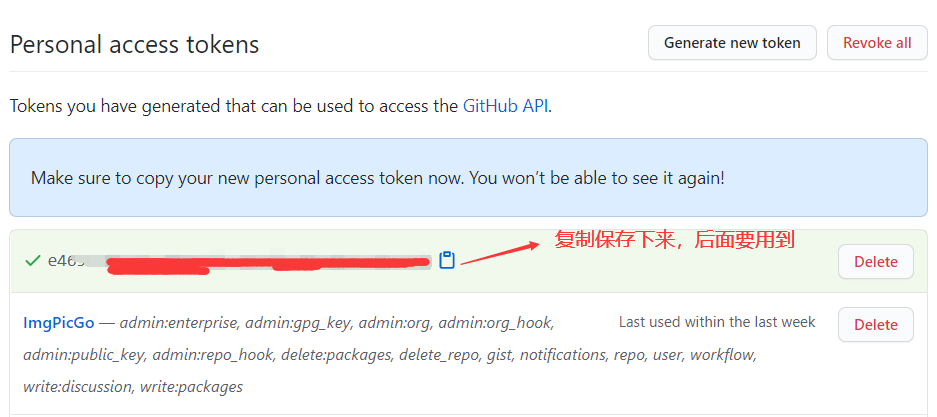 Personal access tokens
Generate new token
Revoke all
Tokens you have generated that can be used to access the GitHub API.
Make sure to copy your new personal access token now. You won’t be able to see it again!
复制保存下来，后面要用到
Delete
ImgPicGo — admin:enterprise, admin:gpg_key, admin:org, admin:org_hook,
Last used within the last week
Delete
admin:public_key, admin:repo_hook, delete:packages, delete_repo, gist, notifications, repo, user, workflow,
write:discussion, write:packages